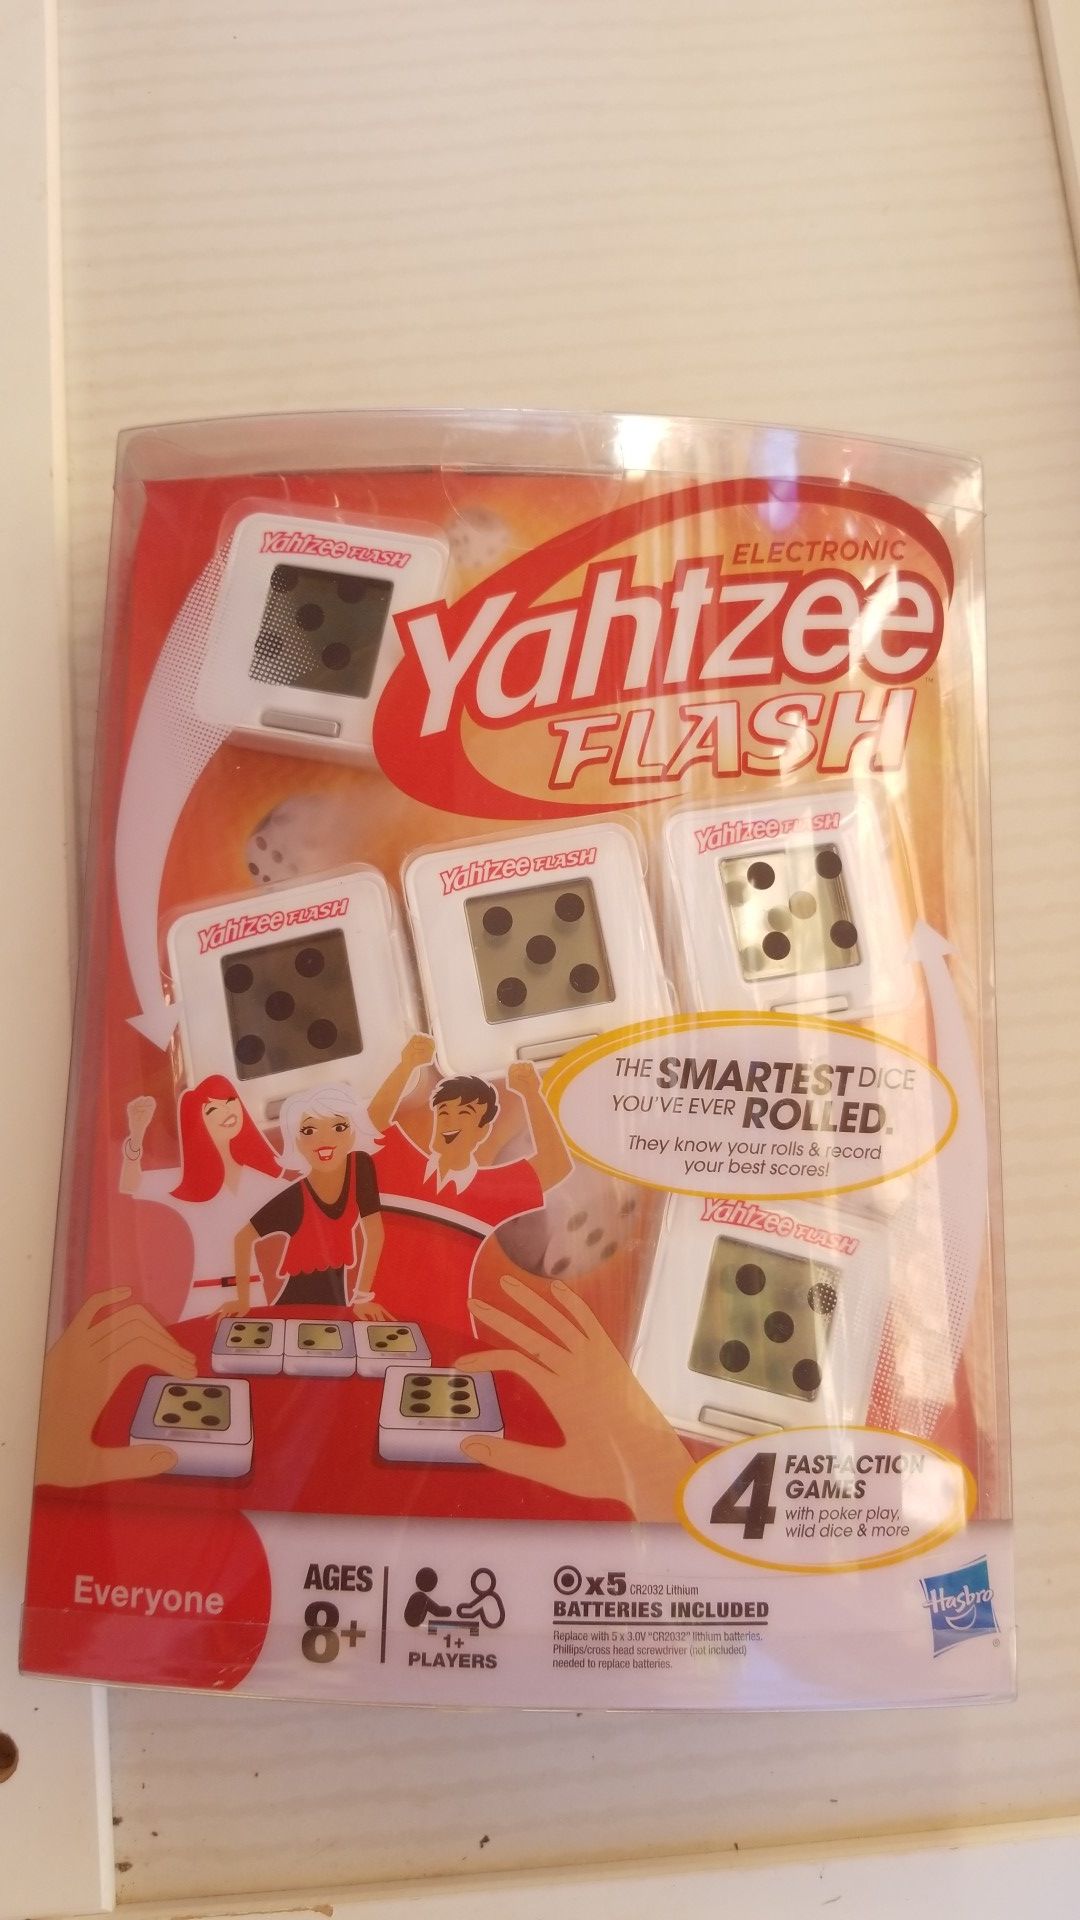 Yahtzee FLASH
ELECTRONIC
Yahtzee™
FLASH
Yahtzee FLASH
Yahtzee FLASH
Yahtzee FLASH
THE SMARTEST DICE
YOU'VE EVER ROLLED.
They know your rolls & record
your best scores!
Yahtzee FLASH
4 FAST-ACTION
GAMES
with poker play,
wild dice & more
Everyone
AGES
8+
1+
PLAYERS
x5 CR2032 Lithium
BATTERIES INCLUDED
Replace with 5 x 3.0V "CR2032" lithium batteries.
Phillips/cross head screwdriver (not included)
needed to replace batteries.
Hasbro
®